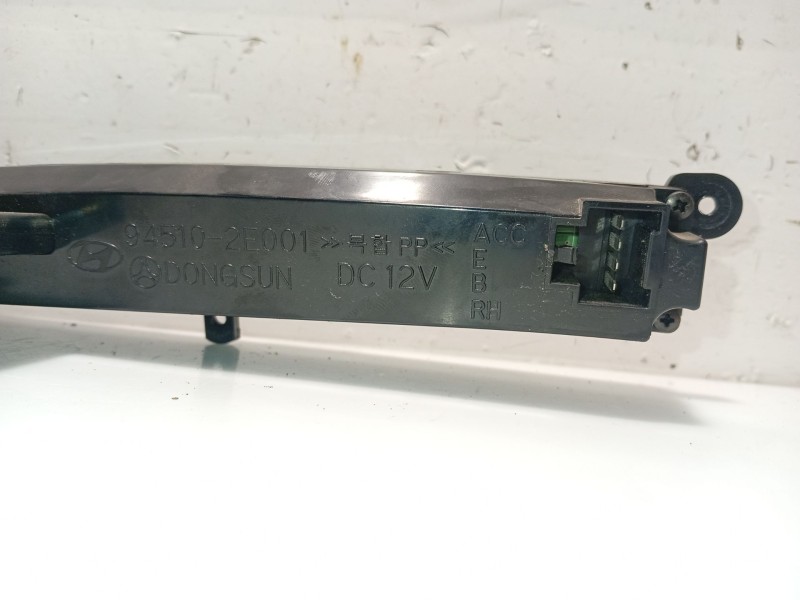 94510-2E001 >> 복합 PP <<
DONGSUN DC 12V
ACC
E
B
RH